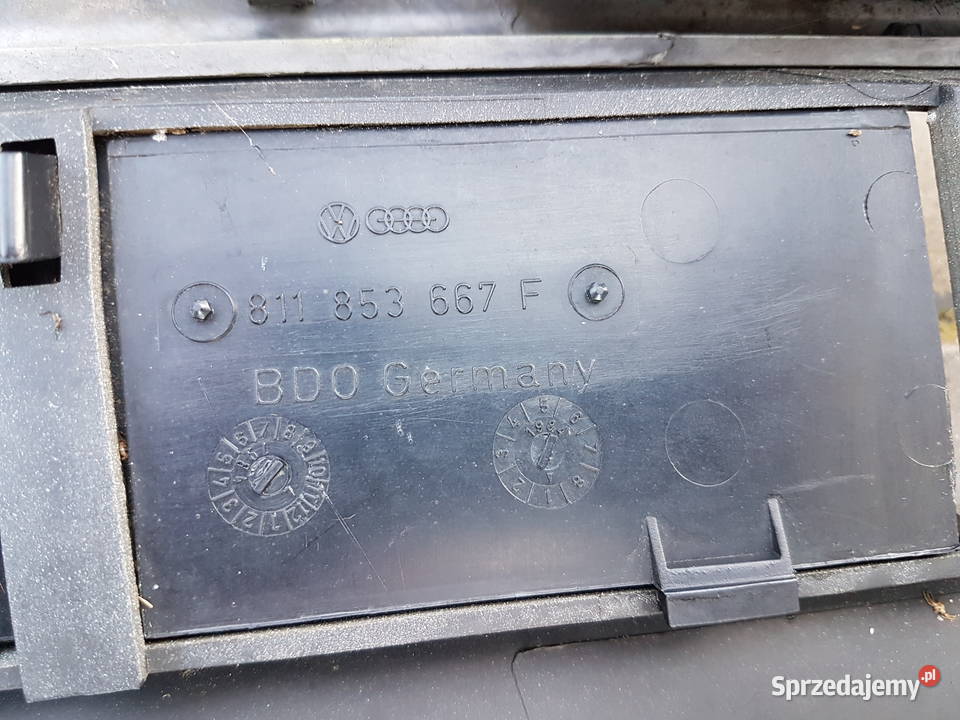 811 853 667 F
BDO Germany
Sprzedajemy.pl